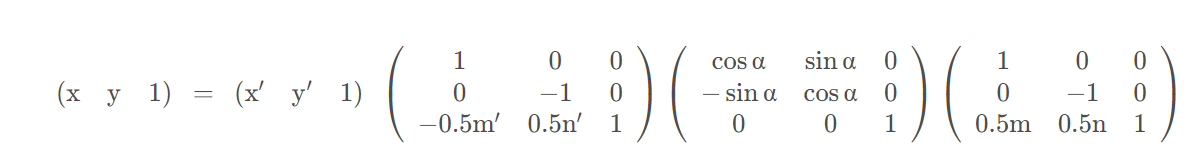 (x y 1) = (x′ y′ 1) ( 1 0 0 ) ( cos α sin α 0 ) ( 1 0 0 )
( 0 −1 0 ) ( − sin α cos α 0 ) ( 0 −1 0 )
( −0.5m′ 0.5n′ 1 ) ( 0 0 1 ) ( 0.5m 0.5n 1 )